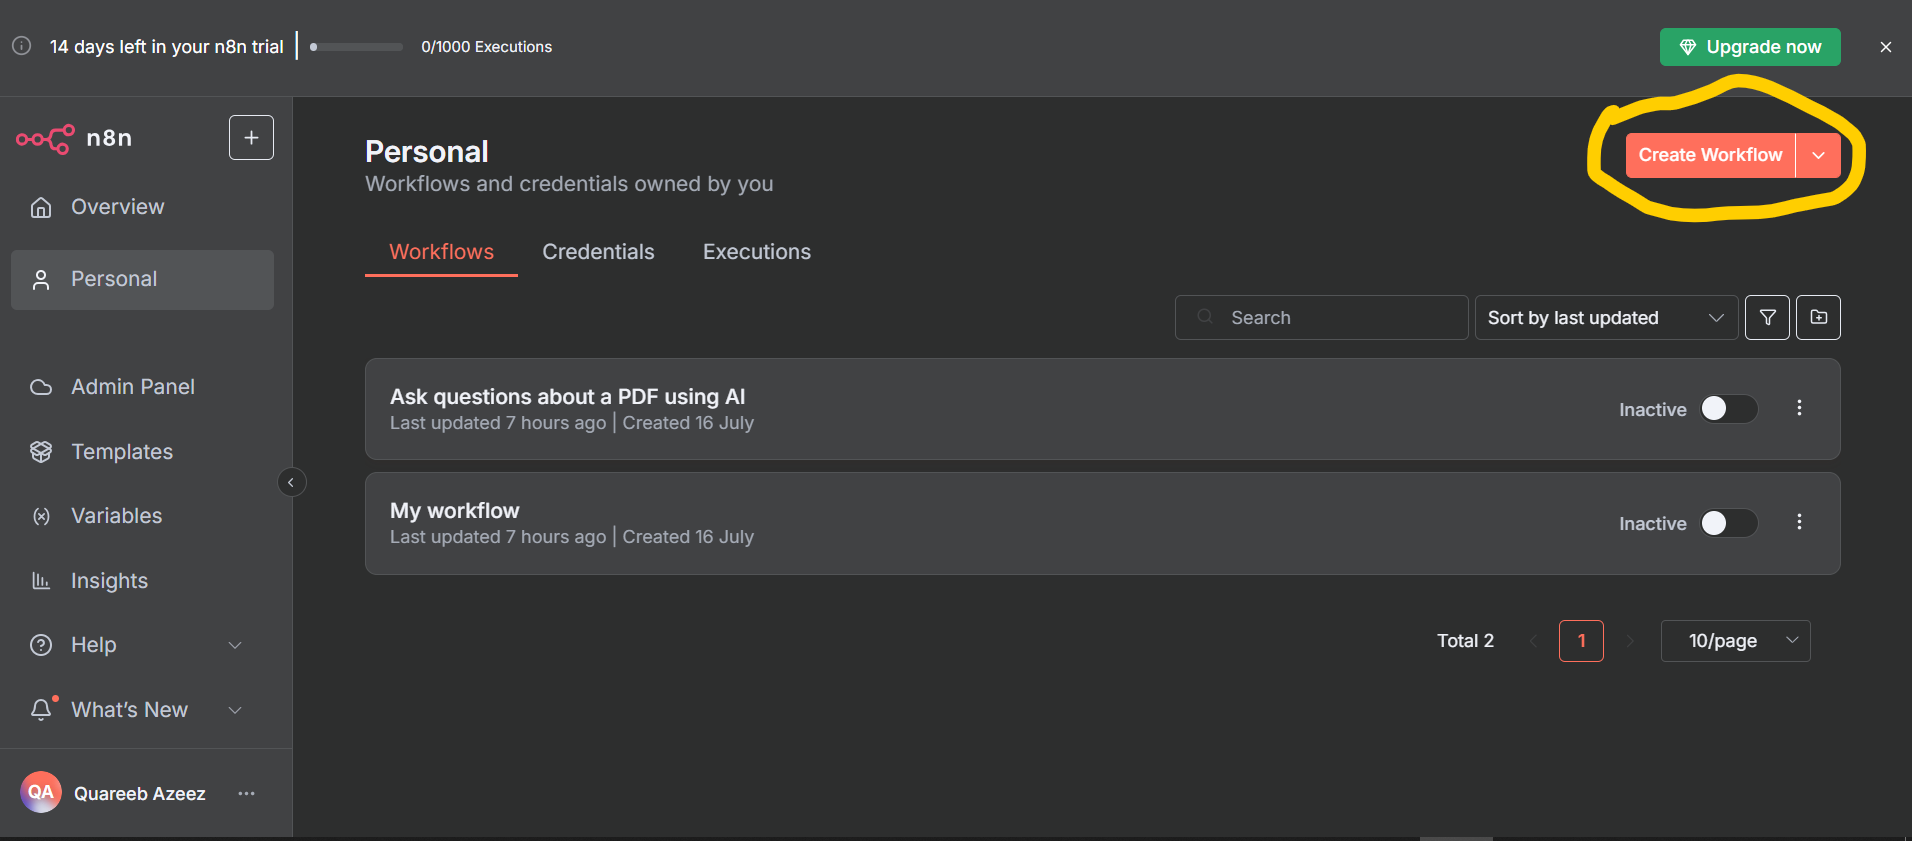 14 days left in your n8n trial
0/1000 Executions
Upgrade now
n8n
Overview
Personal
Admin Panel
Templates
Variables
Insights
Help
What's New
QA
Quareeb Azeez
Personal
Workflows and credentials owned by you
Create Workflow
Workflows
Credentials
Executions
Search
Sort by last updated
Ask questions about a PDF using AI
Last updated 7 hours ago | Created 16 July
Inactive
My workflow
Last updated 7 hours ago | Created 16 July
Inactive
Total 2
1
10/page